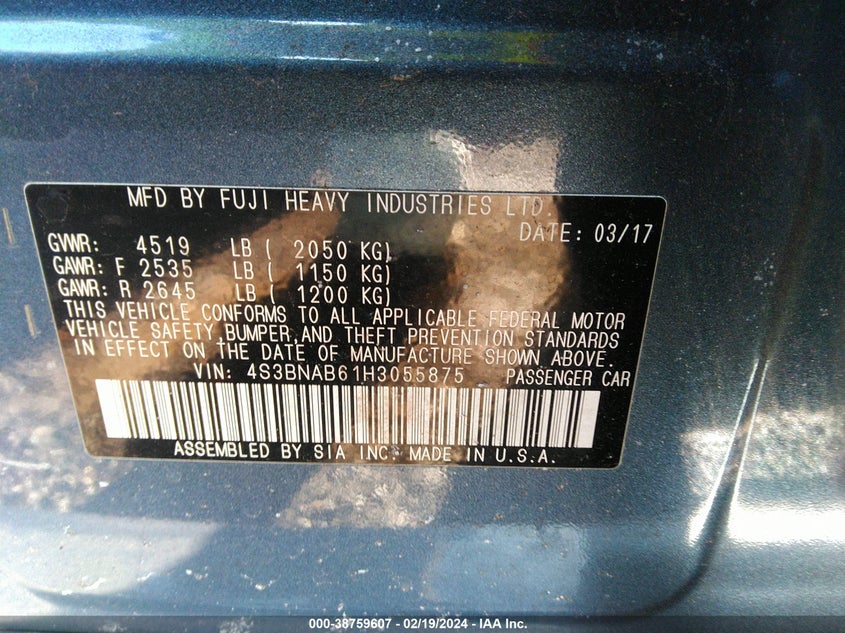 MFD BY FUJI HEAVY INDUSTRIES LTD.
DATE: 03/17
GVWR: 4519 LB ( 2050 KG)
GAWR: F 2535 LB ( 1150 KG)
GAWR: R 2645 LB ( 1200 KG)
THIS VEHICLE CONFORMS TO ALL APPLICABLE FEDERAL MOTOR
VEHICLE SAFETY, BUMPER, AND THEFT PREVENTION STANDARDS
IN EFFECT ON THE DATE OF MANUFACTURE SHOWN ABOVE.
VIN: 4S3BNAB61H3055875 PASSENGER CAR
ASSEMBLED BY SIA INC. MADE IN U.S.A.
000-38759607 - 02/19/2024 - IAA Inc.